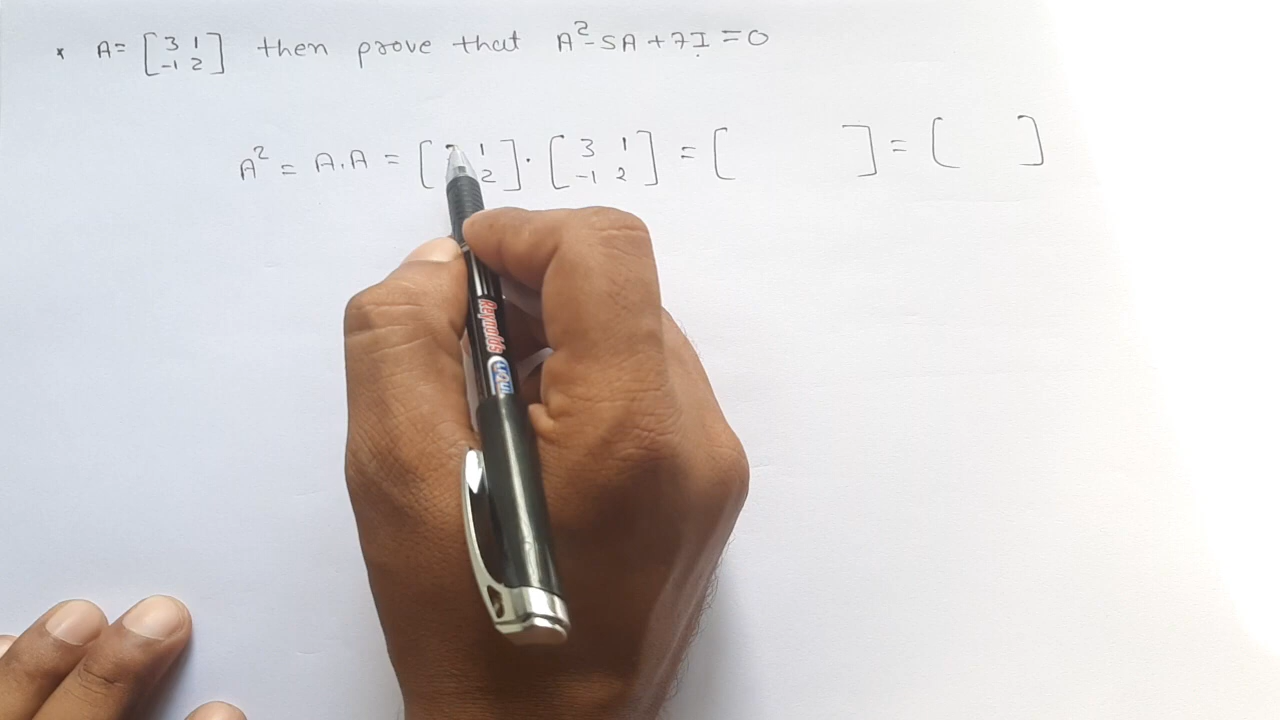 * A = [ 3 1 ] then prove that A² - 5A + 7I = 0
-1 2
A² = A.A = [ 1 ] . [ 3 1 ] = [ ] = [ ]
2 -1 2
Reynolds